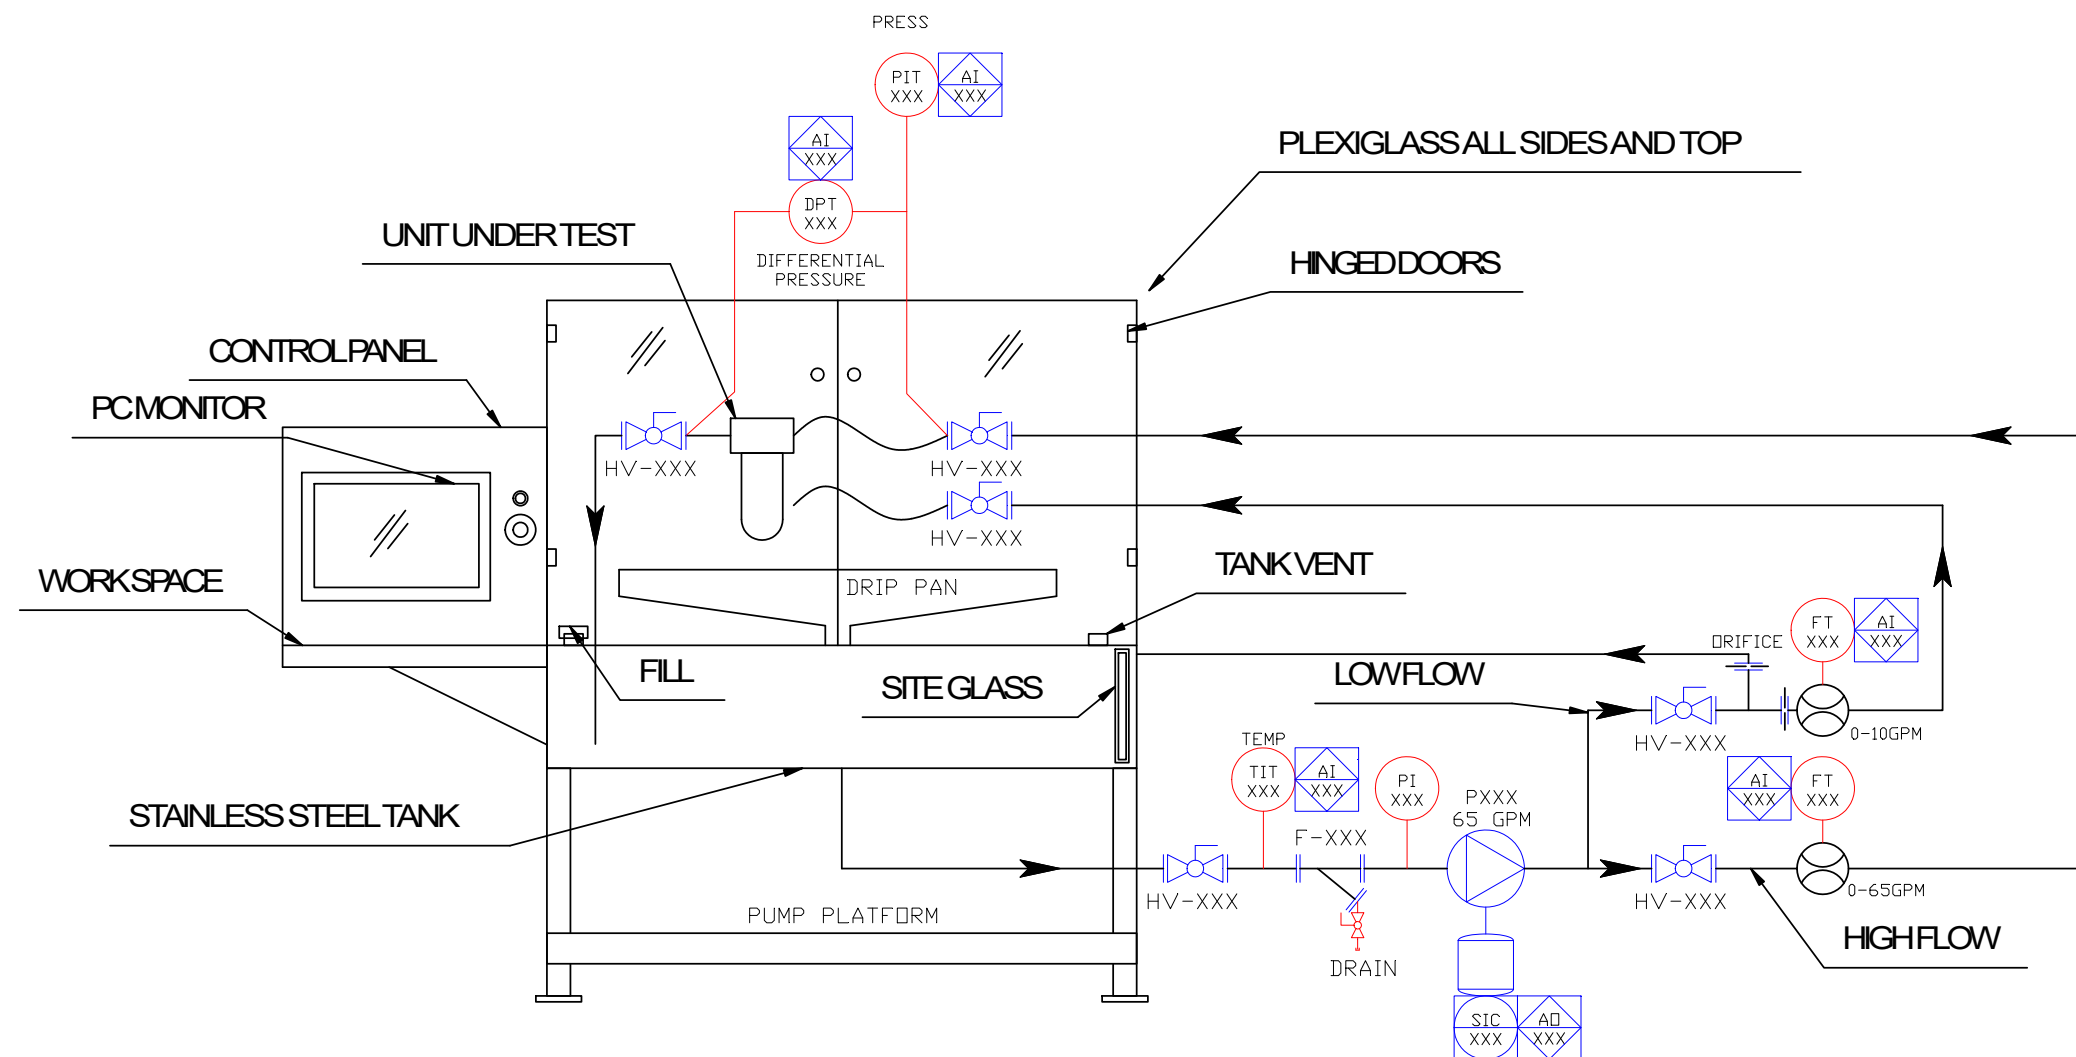 PRESS
PIT
XXX
AI
XXX
AI
XXX
DPT
XXX
DIFFERENTIAL
PRESSURE
PLEXIGLASS ALL SIDES AND TOP
UNIT UNDER TEST
HINGED DOORS
CONTROL PANEL
PC MONITOR
HV-XXX
HV-XXX
HV-XXX
WORK SPACE
DRIP PAN
TANK VENT
FILL
SITE GLASS
LOW FLOW
ORIFICE
FT
XXX
AI
XXX
HV-XXX
0-10GPM
TEMP
TIT
XXX
AI
XXX
PI
XXX
PXXX
65 GPM
AI
XXX
FT
XXX
STAINLESS STEEL TANK
F-XXX
HV-XXX
HV-XXX
0-65GPM
PUMP PLATFORM
DRAIN
HIGH FLOW
SIC
XXX
AO
XXX